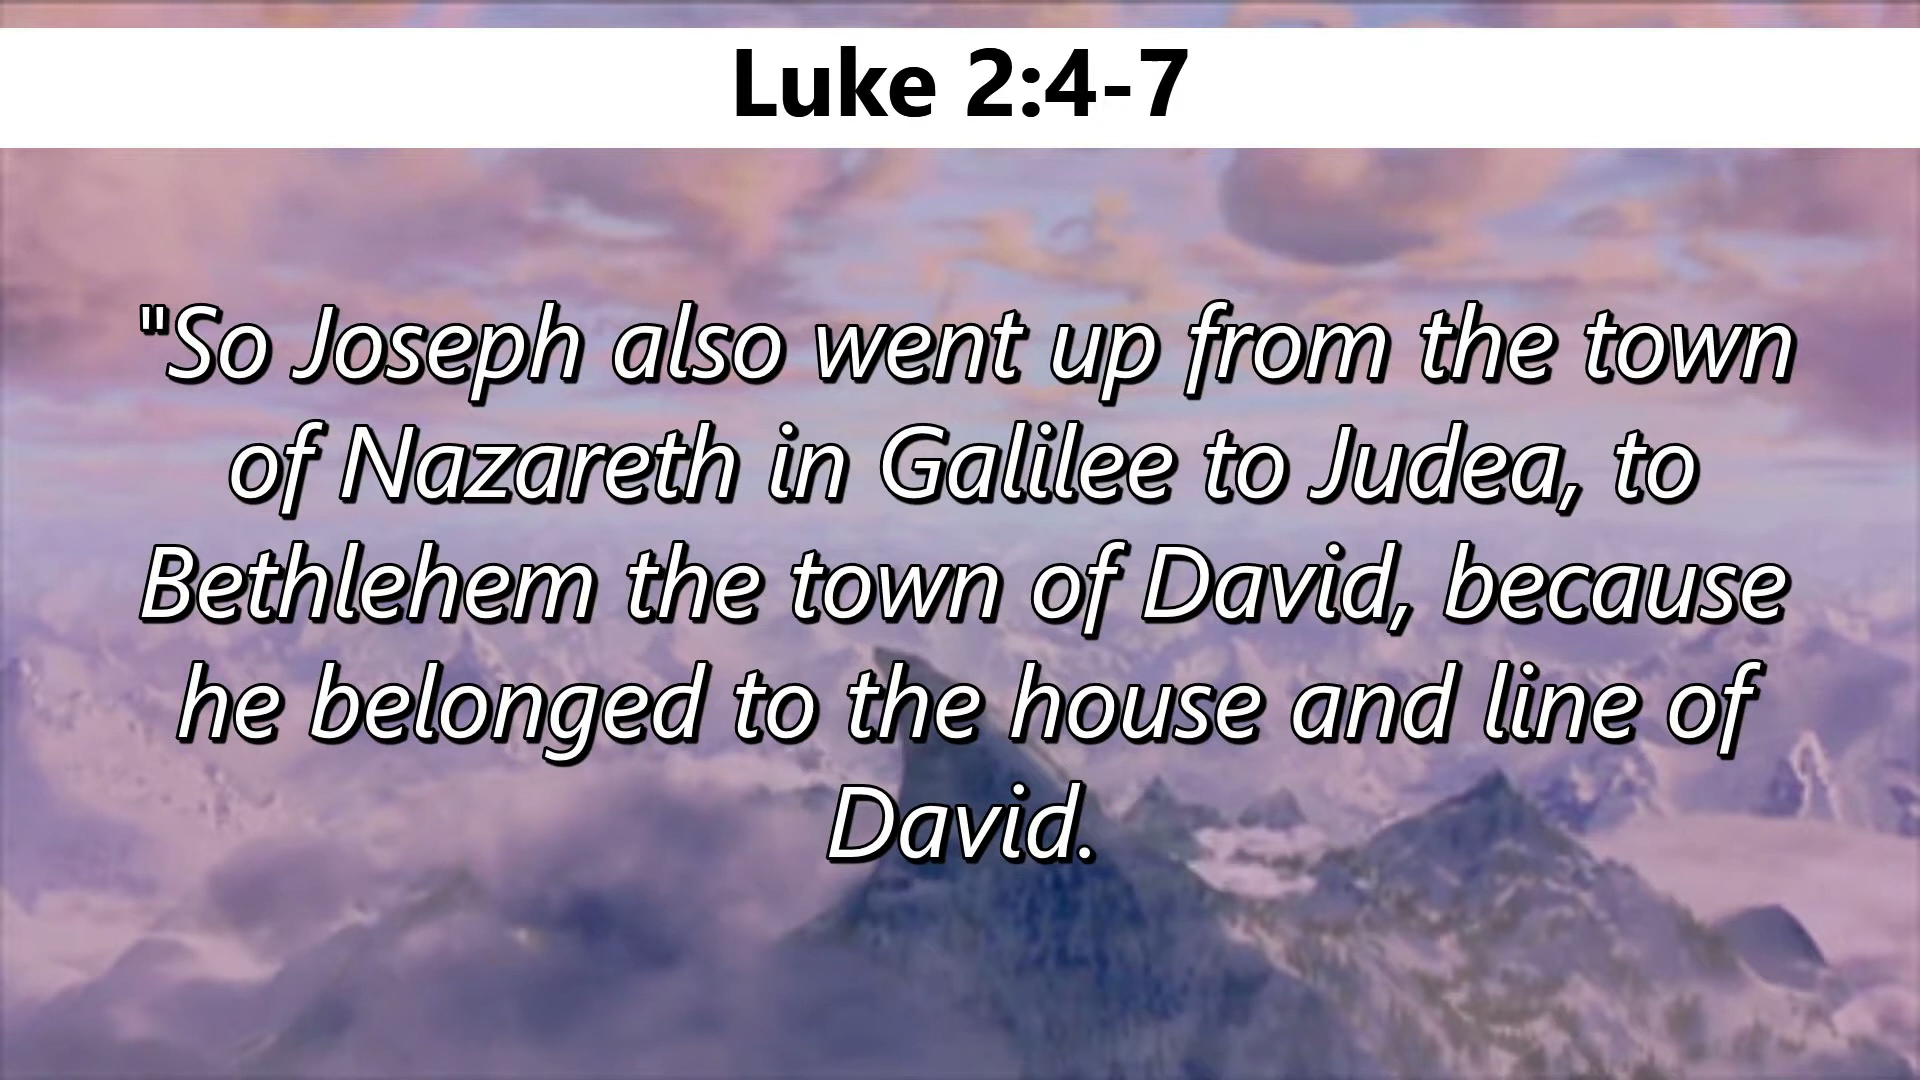 Luke 2:4-7
"So Joseph also went up from the town
of Nazareth in Galilee to Judea, to
Bethlehem the town of David, because
he belonged to the house and line of
David.